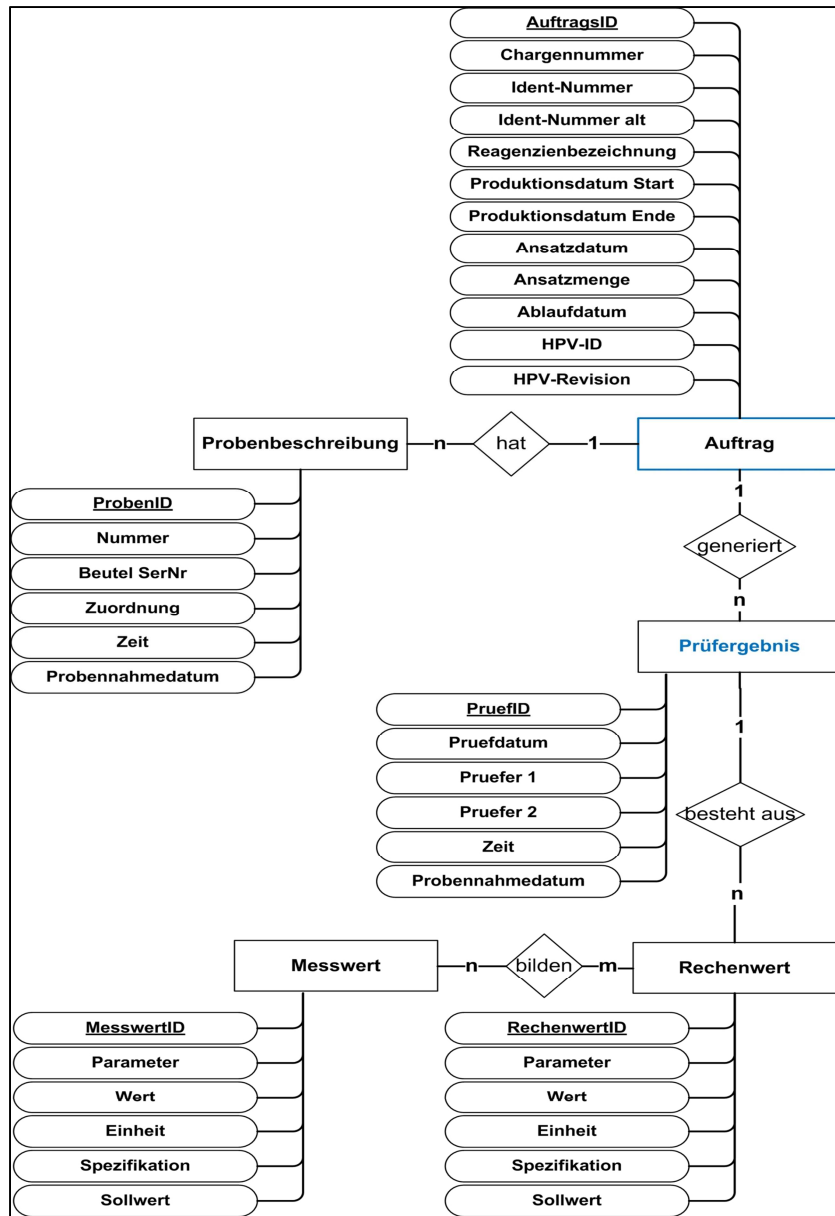 AuftragsID
Chargennummer
Ident-Nummer
Ident-Nummer alt
Reagenzienbezeichnung
Produktionsdatum Start
Produktionsdatum Ende
Ansatzdatum
Ansatzmenge
Ablaufdatum
HPV-ID
HPV-Revision
Probenbeschreibung n hat 1 Auftrag
ProbenID
Nummer
Beutel SerNr
Zuordnung
Zeit
Probennahmedatum
1
generiert
n
Prüfergebnis
PruefID
Pruefdatum
Pruefer 1
Pruefer 2
Zeit
Probennahmedatum
1
besteht aus
n
Messwert n bilden m Rechenwert
MesswertID
Parameter
Wert
Einheit
Spezifikation
Sollwert
RechenwertID
Parameter
Wert
Einheit
Spezifikation
Sollwert